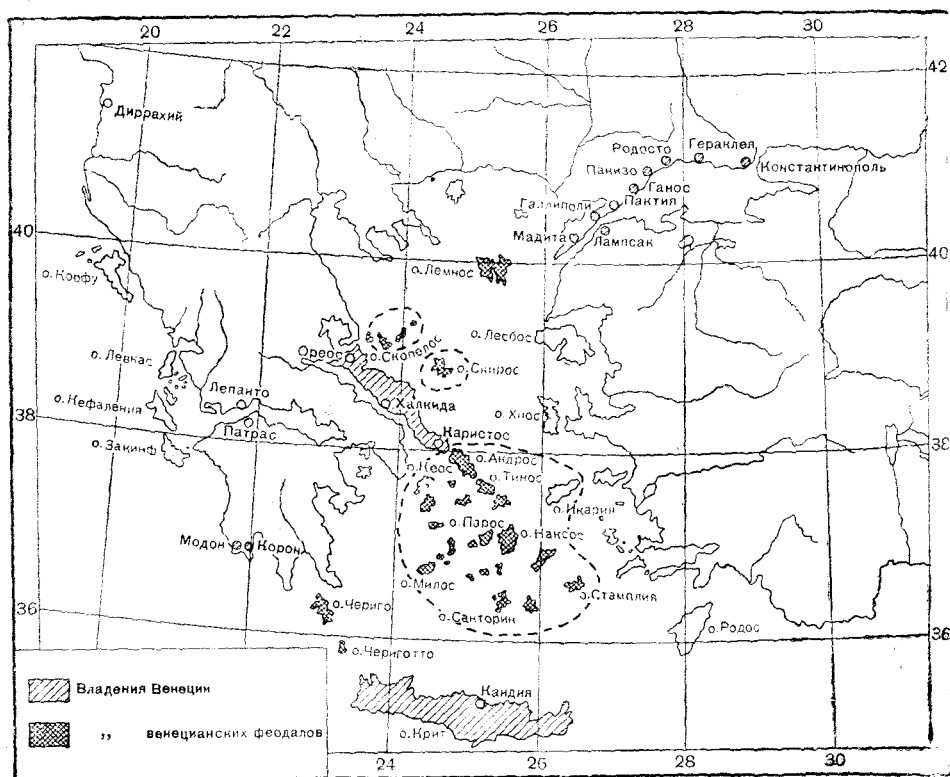 20 22 24 26 28 30
42
Диррахий
Родосто
Гераклея
Константинополь
Панизо
Ганос
Пактил
Галлиполи
Мадита
Лампсак
40
40
о. Лемнос
о. Корфу
о. Лесбос
Ореос
о. Скопелос
о. Скирос
о. Левкас
Лепанто
Халкида
о. Кефаления
о. Хиос
38
Патрас
Каристос
38
о. Закинф
о. Андрос
о. Кеос
о. Тинос
о. Икария
о. Парос
о. Наксос
Модон
Корон
о. Милос
о. Стамплия
36
о. Чериго
о. Санторин
о. Родос
36
о. Чериготто
Владения Венеции
Кандия
„ венецианских феодалов
о. Крит
24 26 28 30